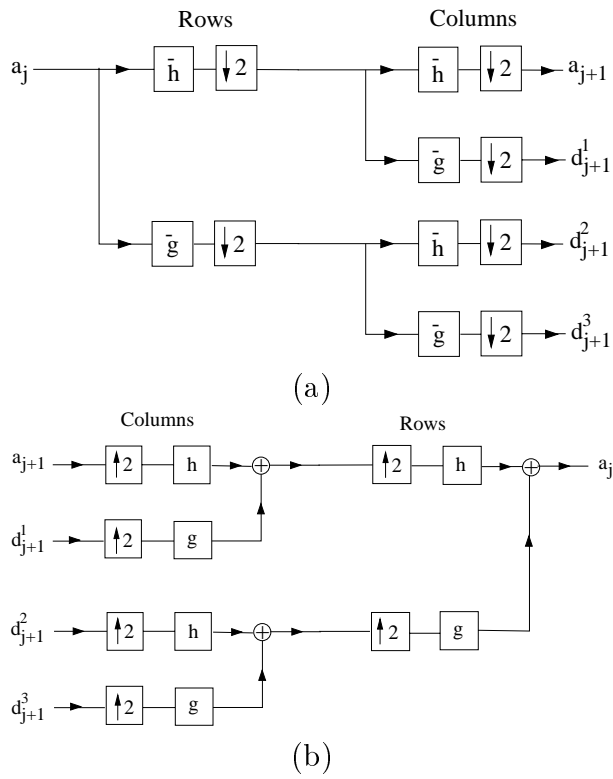 Rows Columns
a_j h̄ ↓2 h̄ ↓2 a_{j+1}
ḡ ↓2 d^1_{j+1}
ḡ ↓2 h̄ ↓2 d^2_{j+1}
ḡ ↓2 d^3_{j+1}
(a)
Columns Rows
a_{j+1} ↑2 h ↑2 h a_j
d^1_{j+1} ↑2 g
d^2_{j+1} ↑2 h ↑2 g
d^3_{j+1} ↑2 g
(b)